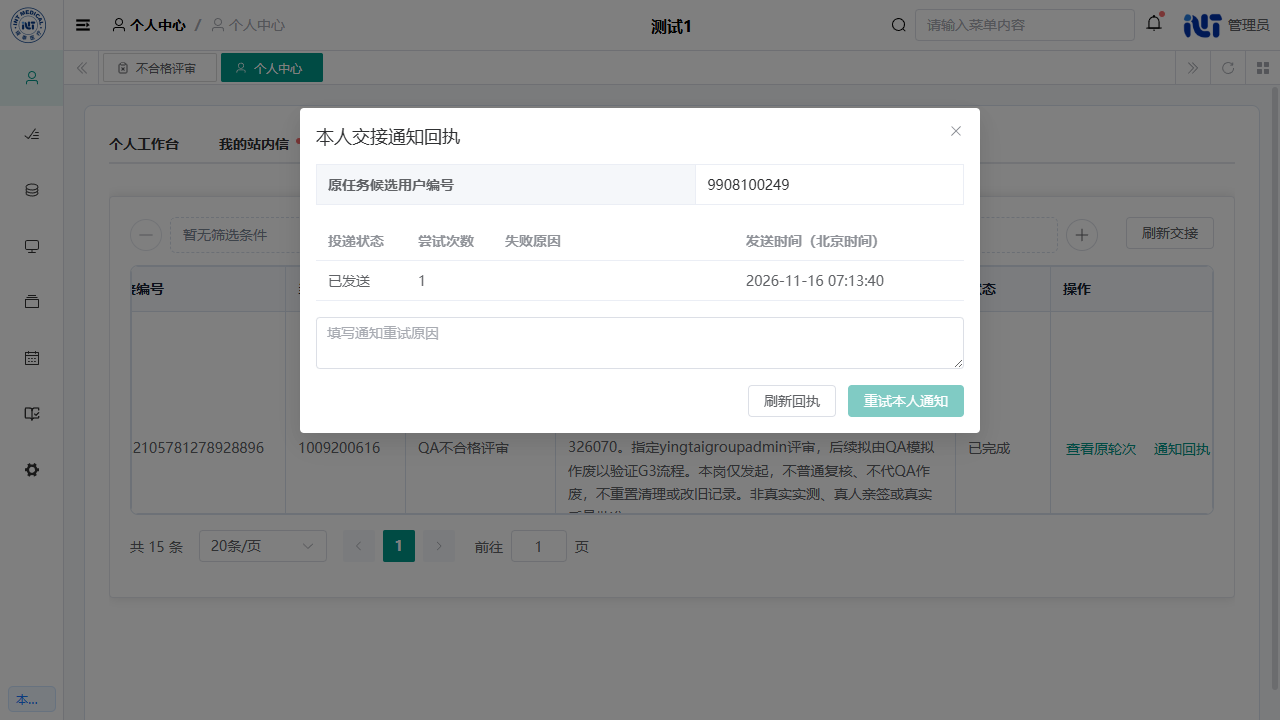 个人中心 / 个人中心
测试1
请输入菜单内容
管理员
不合格评审
个人中心
个人工作台
我的站内信
本人交接通知回执
原任务候选用户编号
9908100249
暂无筛选条件
刷新交接
投递状态 尝试次数 失败原因 发送时间（北京时间）
已发送 1 2026-11-16 07:13:40
填写通知重试原因
刷新回执
重试本人通知
编号
态
操作
2105781278928896
1009200616
QA不合格评审
326070。指定yingtaigroupadmin评审，后续拟由QA模拟
作废以验证G3流程。本岗仅发起，不普通复核、不代QA作
废，不重置清理或改旧记录。非真实实测、真人亲签或真实
已完成
查看原轮次
通知回执
共 15 条
20条/页
1
前往
1
页
本...